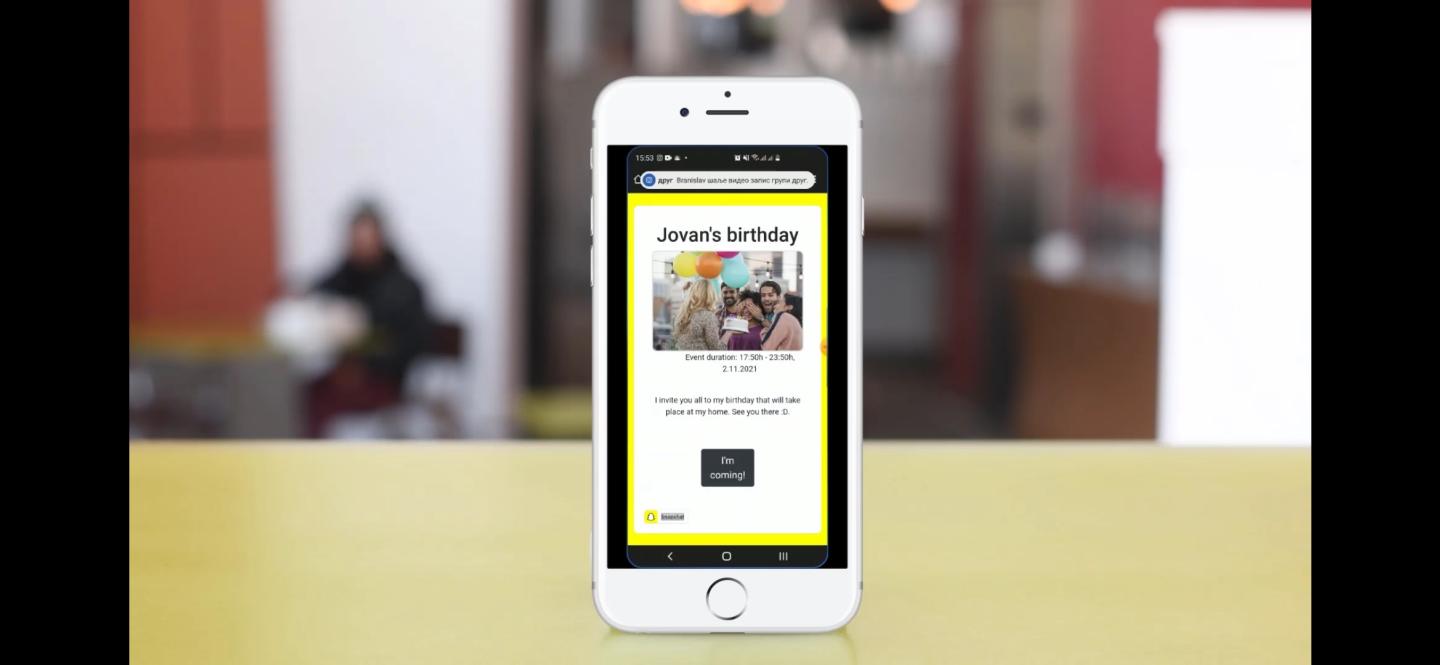 15:53
друг Branislav шаље видео запис групи друг.
Jovan's birthday
Event duration: 17:50h - 23:50h,
2.11.2021
I invite you all to my birthday that will take
place at my home. See you there :D.
I'm
coming!
Snapchat